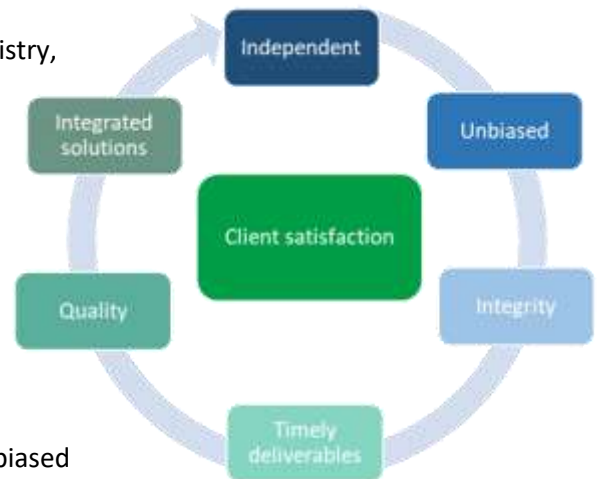 istry,
Independent
Unbiased
Integrated
solutions
Client satisfaction
Quality
Integrity
Timely
deliverables
biased